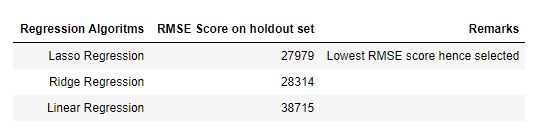 Regression Algoritms RMSE Score on holdout set Remarks
Lasso Regression 27979 Lowest RMSE score hence selected
Ridge Regression 28314
Linear Regression 38715